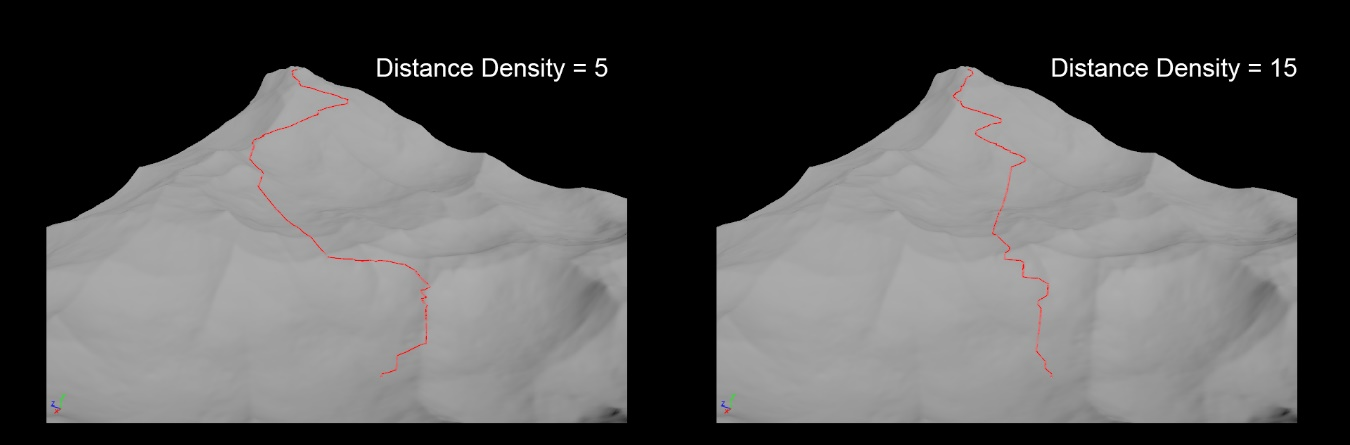 Distance Density = 5
Distance Density = 15